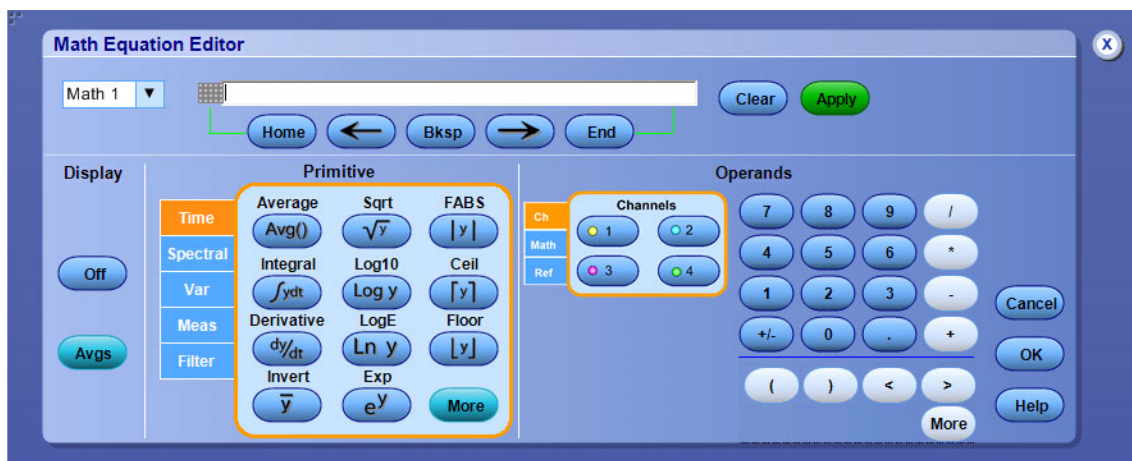 Math Equation Editor
X
Math 1
Clear
Apply
Home
←
Bksp
→
End
Display
Off
Avgs
Primitive
Time
Spectral
Var
Meas
Filter
Average Sqrt FABS
Avg() √y |y|
Integral Log10 Ceil
∫ydt Log y ⌈y⌉
Derivative LogE Floor
dy/dt Ln y ⌊y⌋
Invert Exp
y̅ e^y More
Operands
Ch
Math
Ref
Channels
1 2
3 4
7 8 9 /
4 5 6 *
1 2 3 -
+/- 0 . +
( ) < >
More
Cancel
OK
Help